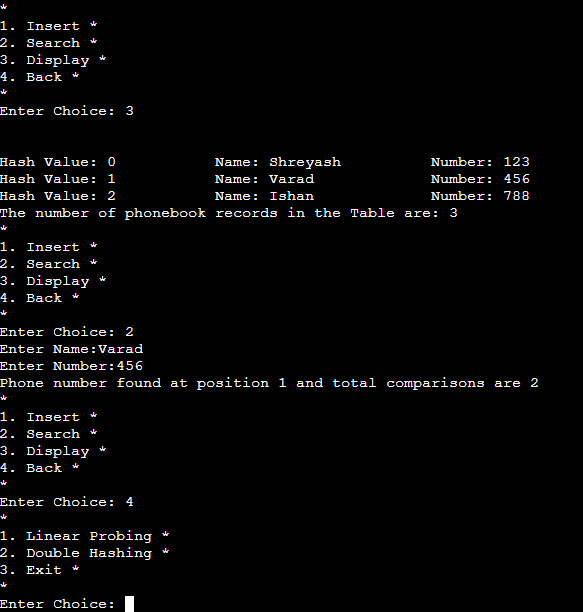 *
1. Insert *
2. Search *
3. Display *
4. Back *
*
Enter Choice: 3
Hash Value: 0 Name: Shreyash Number: 123
Hash Value: 1 Name: Varad Number: 456
Hash Value: 2 Name: Ishan Number: 788
The number of phonebook records in the Table are: 3
*
1. Insert *
2. Search *
3. Display *
4. Back *
*
Enter Choice: 2
Enter Name:Varad
Enter Number:456
Phone number found at position 1 and total comparisons are 2
*
1. Insert *
2. Search *
3. Display *
4. Back *
*
Enter Choice: 4
*
1. Linear Probing *
2. Double Hashing *
3. Exit *
*
Enter Choice: